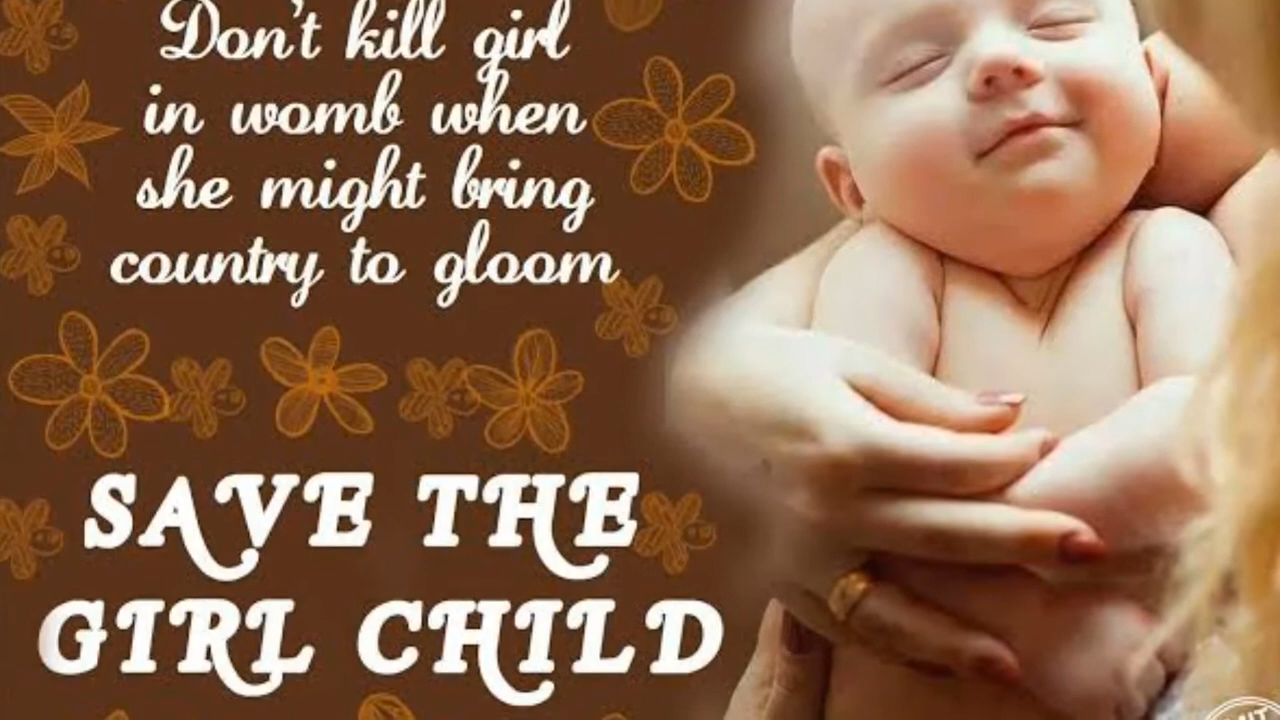 Don't kill girl
in womb when
she might bring
country to gloom
SAVE THE
GIRL CHILD